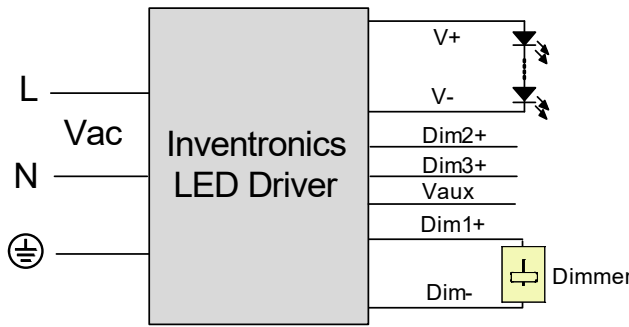 L
Vac
N
Inventronics
LED Driver
V+
V-
Dim2+
Dim3+
Vaux
Dim1+
Dim-
Dimmer